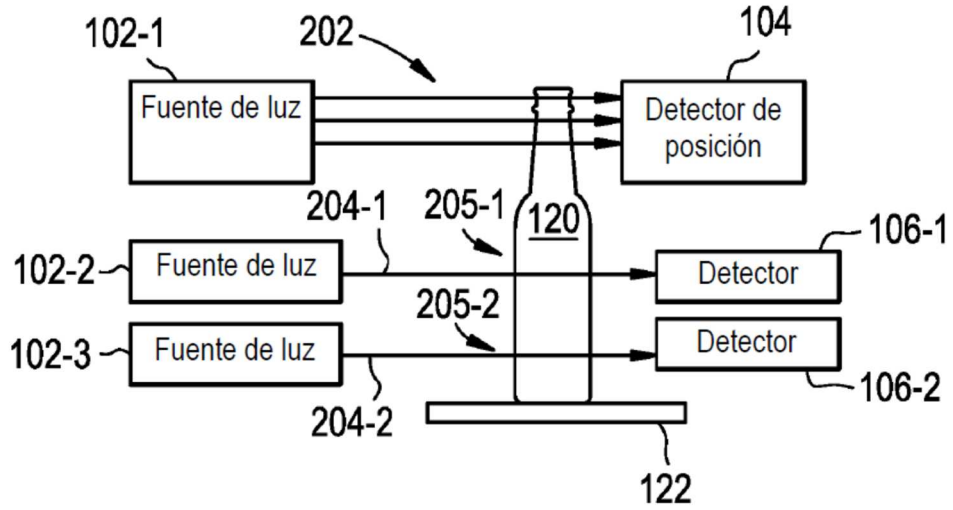 102-1
202
104
Fuente de luz
Detector de
posición
204-1
205-1
120
106-1
102-2
Fuente de luz
Detector
205-2
102-3
Fuente de luz
Detector
204-2
106-2
122